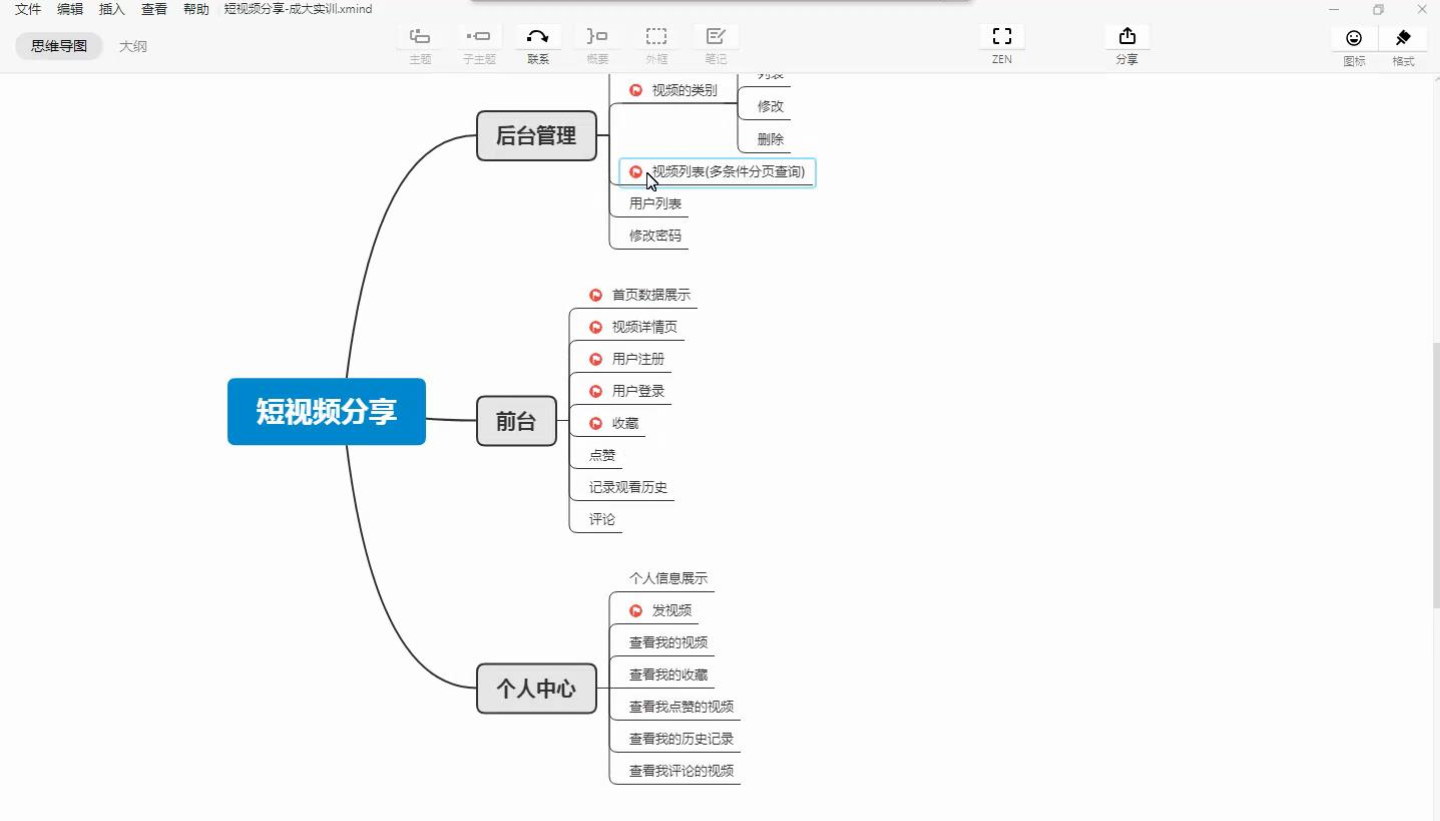 文件 编辑 插入 查看 帮助 短视频分享-成大实训.xmind
思维导图 大纲
主题 子主题 联系 概要 外框 笔记 ZEN 分享 图标 格式
短视频分享
后台管理
视频的类别
列表
修改
删除
视频列表(多条件分页查询)
用户列表
修改密码
前台
首页数据展示
视频详情页
用户注册
用户登录
收藏
点赞
记录观看历史
评论
个人中心
个人信息展示
发视频
查看我的视频
查看我的收藏
查看我点赞的视频
查看我的历史记录
查看我评论的视频